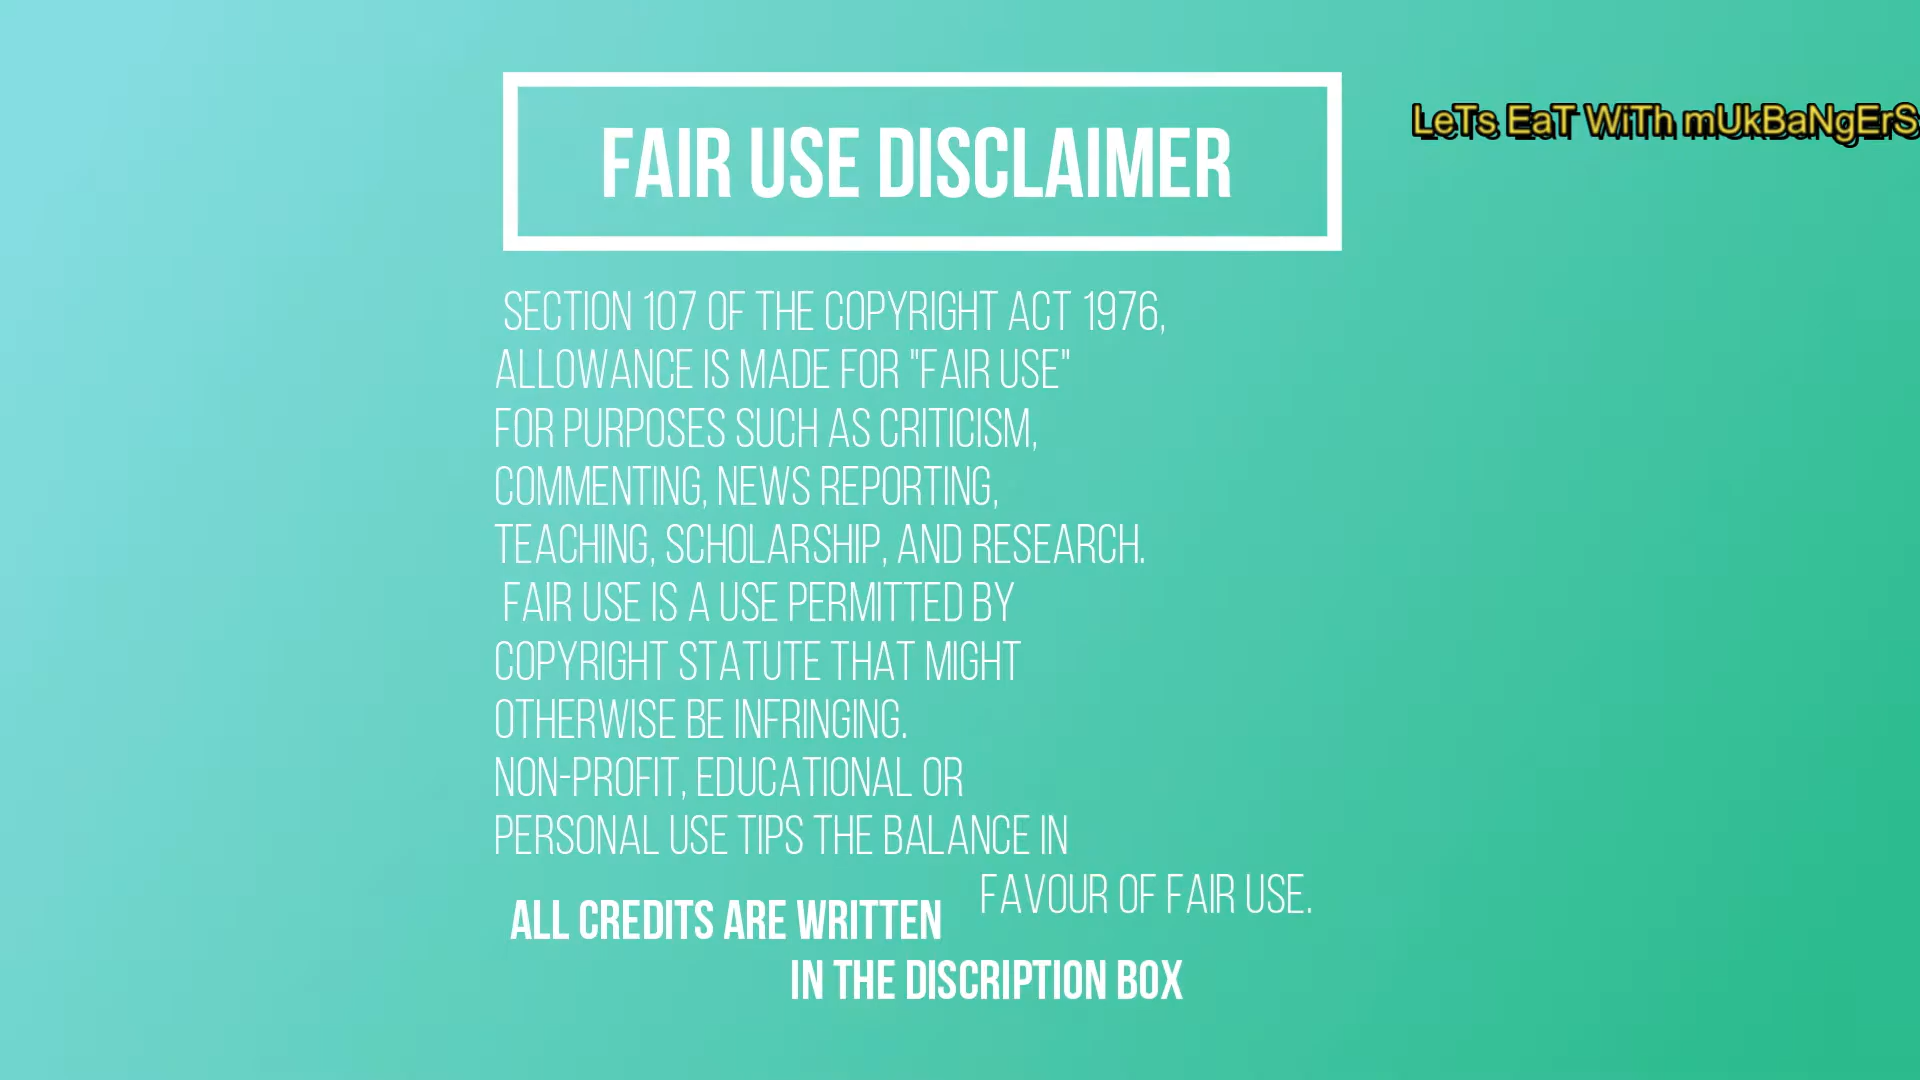 FAIR USE DISCLAIMER
LeTs EaT WiTh mUkBaNgErS
SECTION 107 OF THE COPYRIGHT ACT 1976,
ALLOWANCE IS MADE FOR "FAIR USE"
FOR PURPOSES SUCH AS CRITICISM,
COMMENTING, NEWS REPORTING,
TEACHING, SCHOLARSHIP, AND RESEARCH.
FAIR USE IS A USE PERMITTED BY
COPYRIGHT STATUTE THAT MIGHT
OTHERWISE BE INFRINGING.
NON-PROFIT, EDUCATIONAL OR
PERSONAL USE TIPS THE BALANCE IN
FAVOUR OF FAIR USE.
ALL CREDITS ARE WRITTEN
IN THE DISCRIPTION BOX